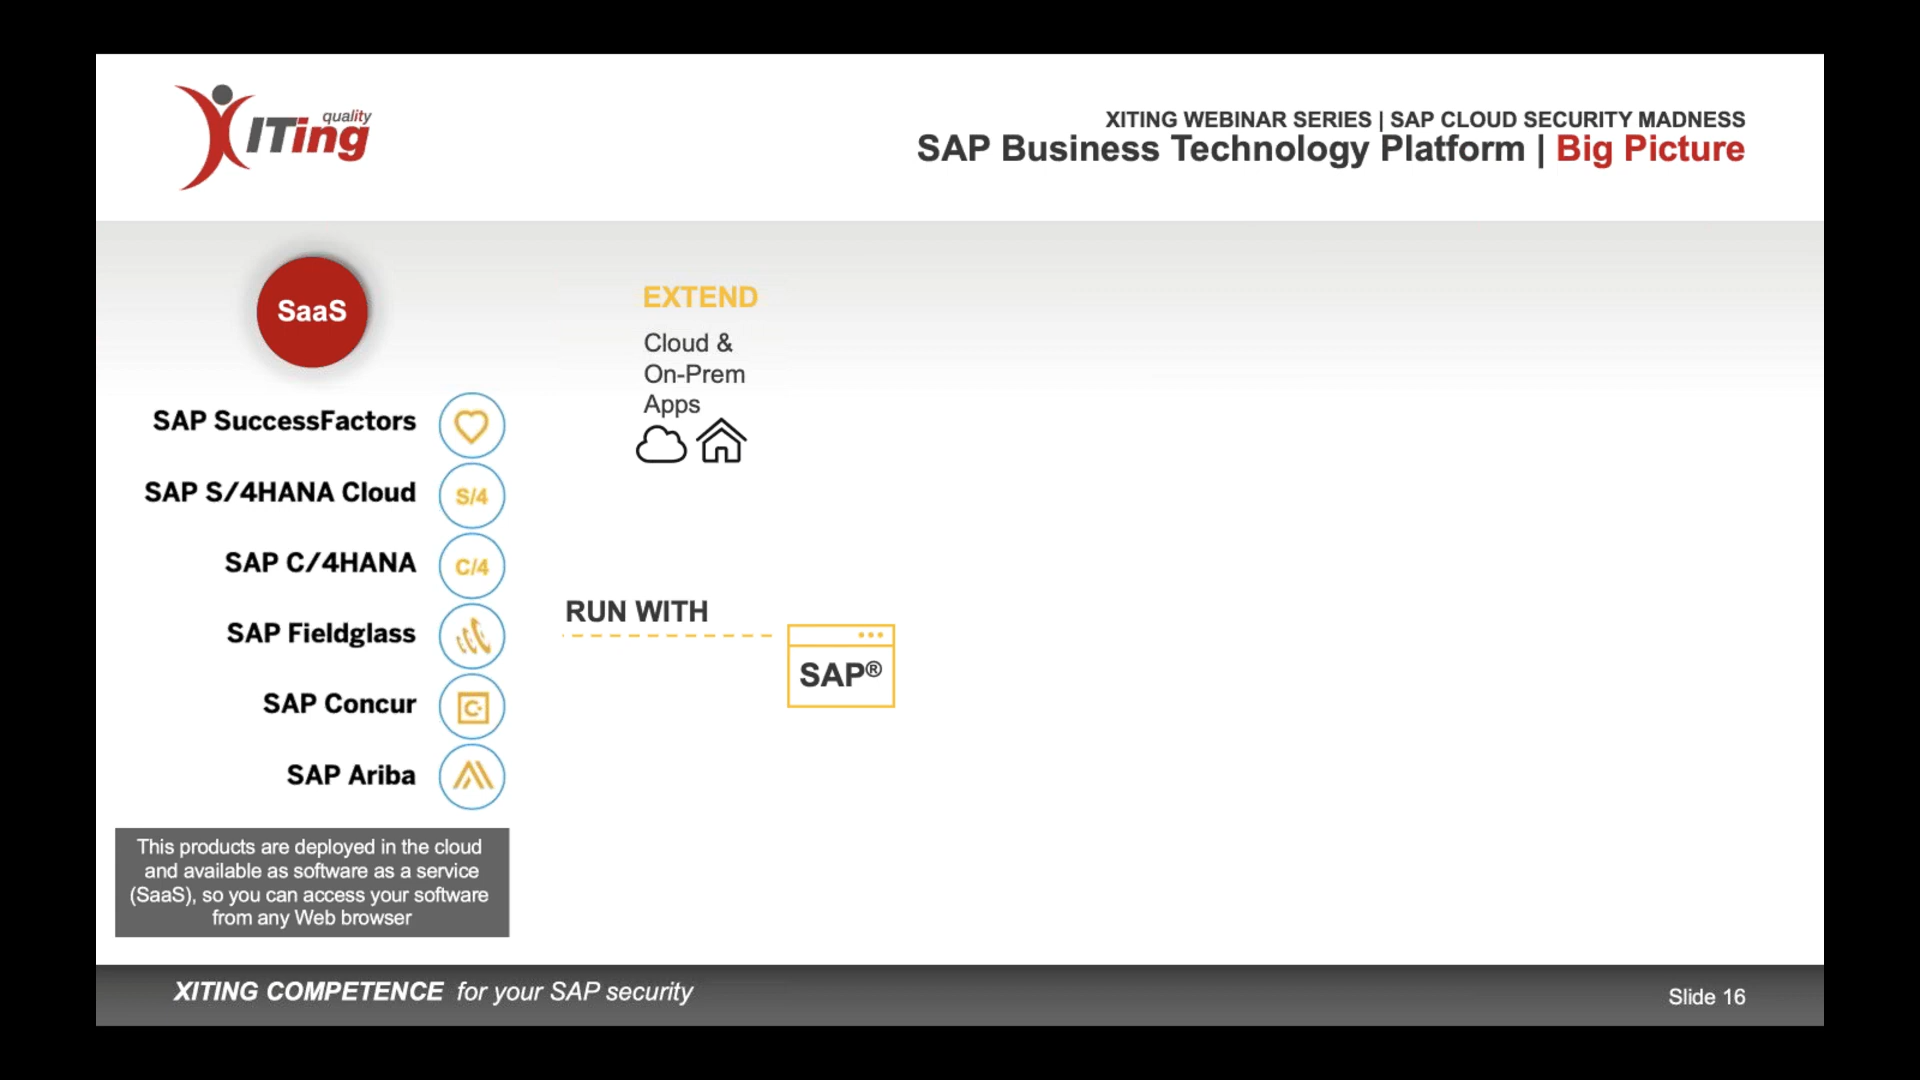 quality
XITing
XITING WEBINAR SERIES | SAP CLOUD SECURITY MADNESS
SAP Business Technology Platform | Big Picture
SaaS
SAP SuccessFactors
SAP S/4HANA Cloud
S/4
SAP C/4HANA
C/4
SAP Fieldglass
SAP Concur
C
SAP Ariba
This products are deployed in the cloud
and available as software as a service
(SaaS), so you can access your software
from any Web browser
EXTEND
Cloud &
On-Prem
Apps
RUN WITH
SAP®
XITING COMPETENCE for your SAP security
Slide 16